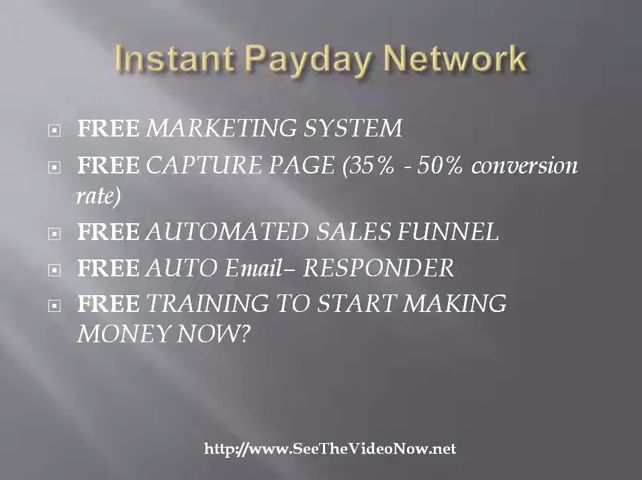 Instant Payday Network
FREE MARKETING SYSTEM
FREE CAPTURE PAGE (35% - 50% conversion
rate)
FREE AUTOMATED SALES FUNNEL
FREE AUTO Email– RESPONDER
FREE TRAINING TO START MAKING
MONEY NOW?
http://www.SeeTheVideoNow.net